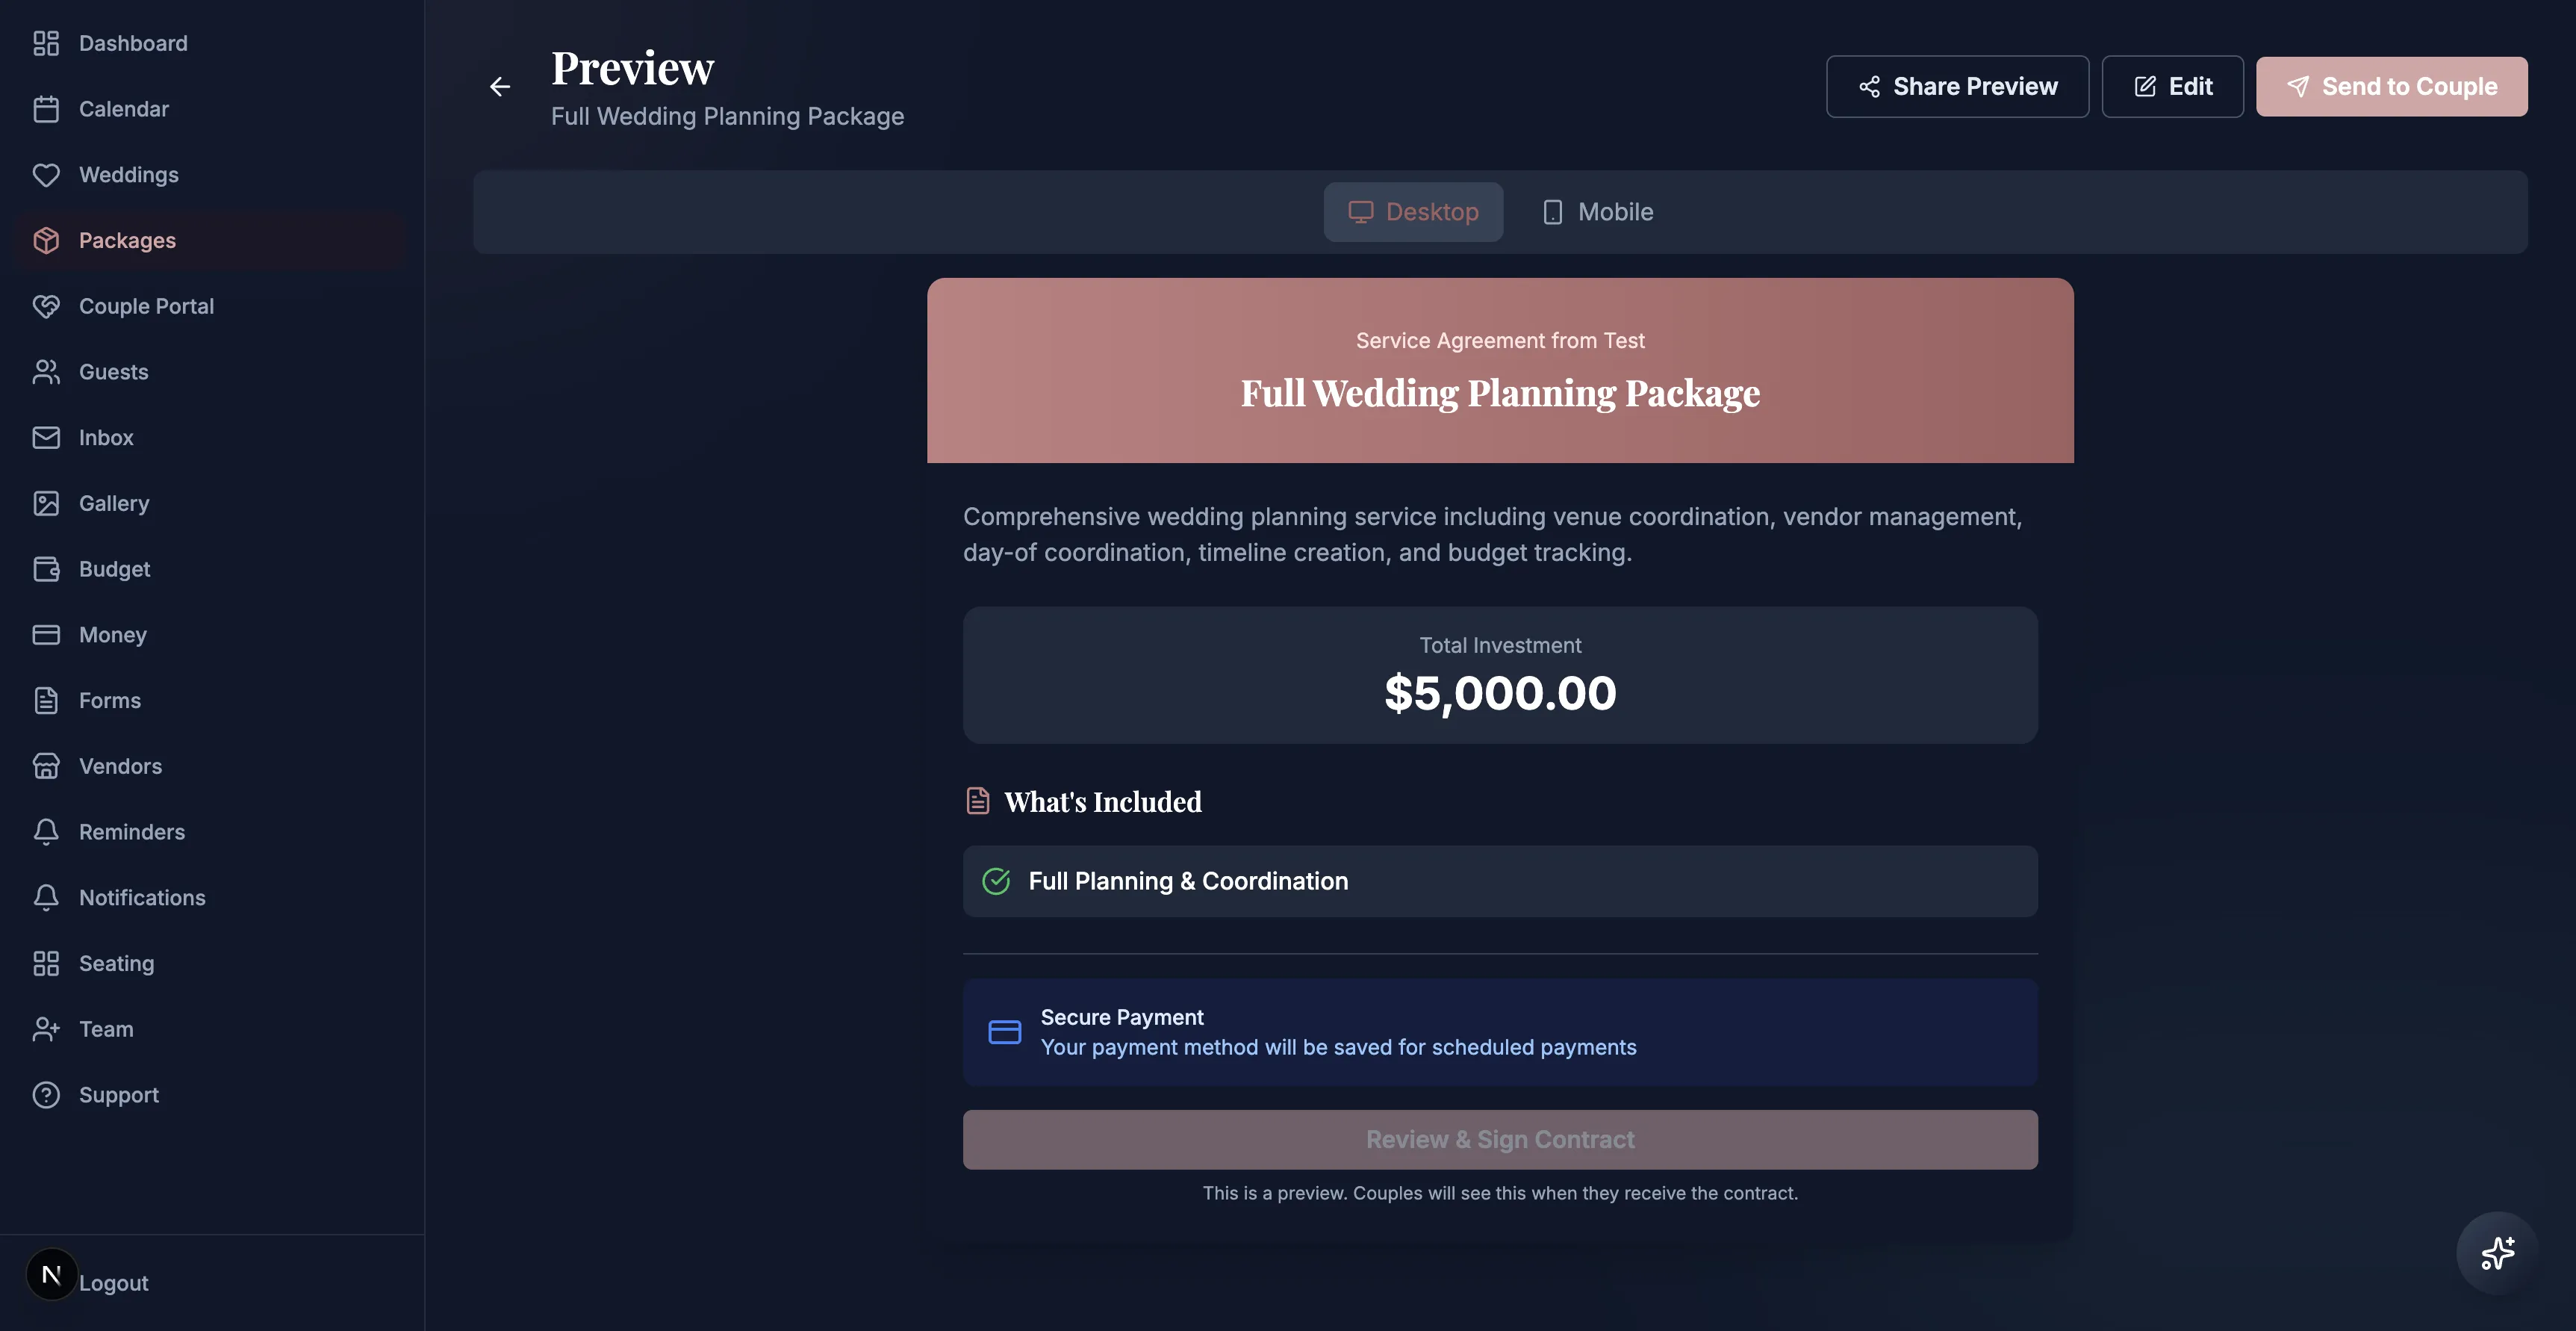 Dashboard
Calendar
Weddings
Packages
Couple Portal
Guests
Inbox
Gallery
Budget
Money
Forms
Vendors
Reminders
Notifications
Seating
Team
Support
N
Logout
Preview
Full Wedding Planning Package
Share Preview
Edit
Send to Couple
Desktop
Mobile
Service Agreement from Test
Full Wedding Planning Package
Comprehensive wedding planning service including venue coordination, vendor management,
day-of coordination, timeline creation, and budget tracking.
Total Investment
$5,000.00
What's Included
Full Planning & Coordination
Secure Payment
Your payment method will be saved for scheduled payments
Review & Sign Contract
This is a preview. Couples will see this when they receive the contract.